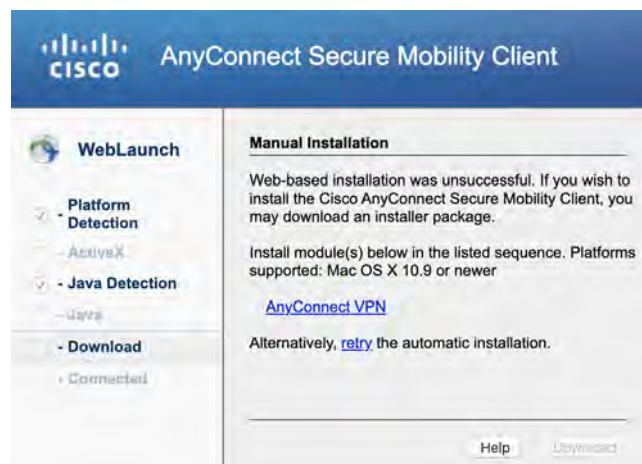 CISCO
AnyConnect Secure Mobility Client
WebLaunch
- Platform
Detection
- ActiveX
- Java Detection
- Java
- Download
- Connected
Manual Installation
Web-based installation was unsuccessful. If you wish to
install the Cisco AnyConnect Secure Mobility Client, you
may download an installer package.
Install module(s) below in the listed sequence. Platforms
supported: Mac OS X 10.9 or newer
AnyConnect VPN
Alternatively, retry the automatic installation.
Help
Download